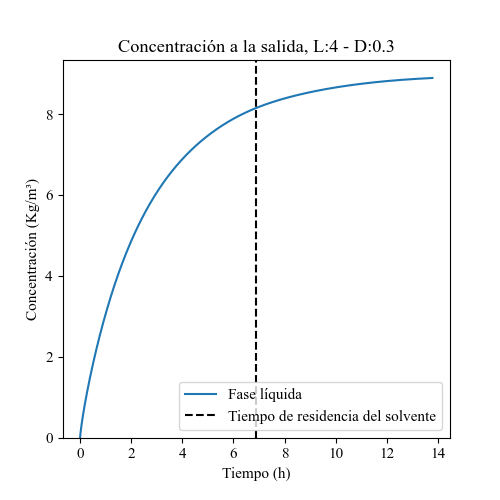 Concentración a la salida, L:4 - D:0.3
Concentración (Kg/m³)
8
6
4
2
0
Fase líquida
Tiempo de residencia del solvente
0 2 4 6 8 10 12 14
Tiempo (h)